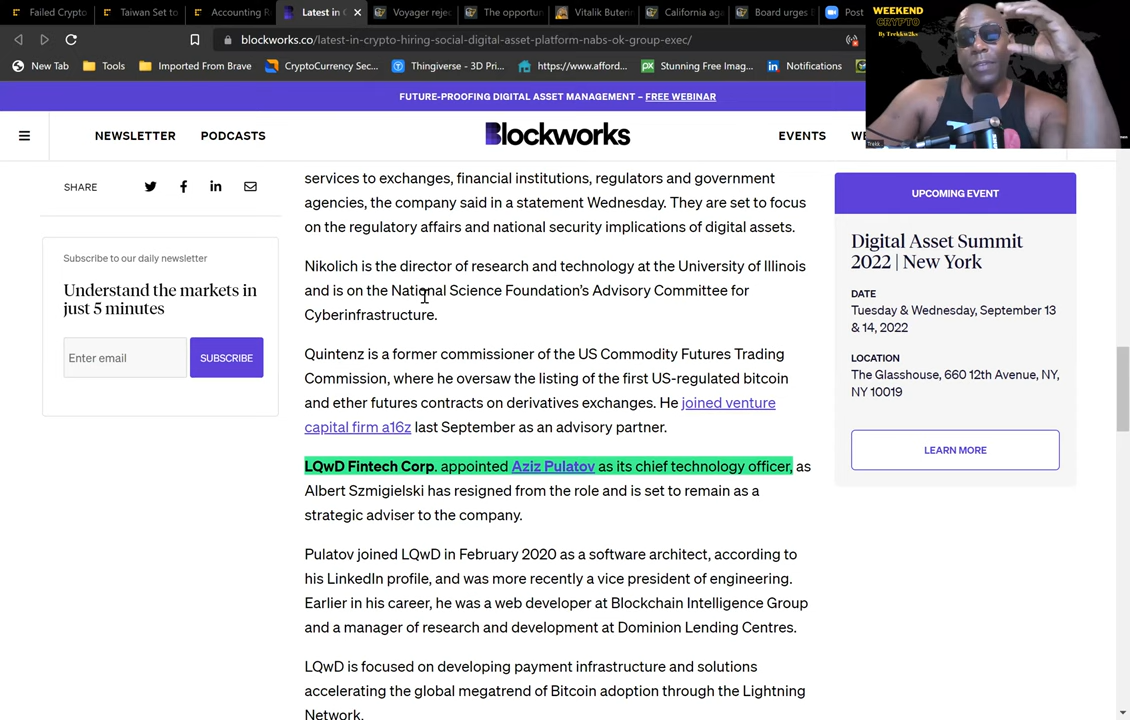 Failed Crypto
Taiwan Set to
Accounting R
Latest in C
Voyager rejec
The opportun
Vitalik Buterin
California aga
Board urges
Post
blockworks.co/latest-in-crypto-hiring-social-digital-asset-platform-nabs-ok-group-exec/
New Tab
Tools
Imported From Brave
CryptoCurrency Sec...
Thingiverse - 3D Pri...
https://www.afford...
Stunning Free Imag...
Notifications
WEEKEND
CRYPTO
By Trekkin2ks
FUTURE-PROOFING DIGITAL ASSET MANAGEMENT – FREE WEBINAR
NEWSLETTER
PODCASTS
Blockworks
EVENTS
WE
SHARE
Subscribe to our daily newsletter
Understand the markets in
just 5 minutes
Enter email
SUBSCRIBE
services to exchanges, financial institutions, regulators and government
agencies, the company said in a statement Wednesday. They are set to focus
on the regulatory affairs and national security implications of digital assets.
Nikolich is the director of research and technology at the University of Illinois
and is on the National Science Foundation’s Advisory Committee for
Cyberinfrastructure.
Quintenz is a former commissioner of the US Commodity Futures Trading
Commission, where he oversaw the listing of the first US-regulated bitcoin
and ether futures contracts on derivatives exchanges. He joined venture
capital firm a16z last September as an advisory partner.
LQwD Fintech Corp. appointed Aziz Pulatov as its chief technology officer, as
Albert Szmigielski has resigned from the role and is set to remain as a
strategic adviser to the company.
Pulatov joined LQwD in February 2020 as a software architect, according to
his LinkedIn profile, and was more recently a vice president of engineering.
Earlier in his career, he was a web developer at Blockchain Intelligence Group
and a manager of research and development at Dominion Lending Centres.
LQwD is focused on developing payment infrastructure and solutions
accelerating the global megatrend of Bitcoin adoption through the Lightning
Network.
UPCOMING EVENT
Digital Asset Summit
2022 | New York
DATE
Tuesday & Wednesday, September 13
& 14, 2022
LOCATION
The Glasshouse, 660 12th Avenue, NY,
NY 10019
LEARN MORE